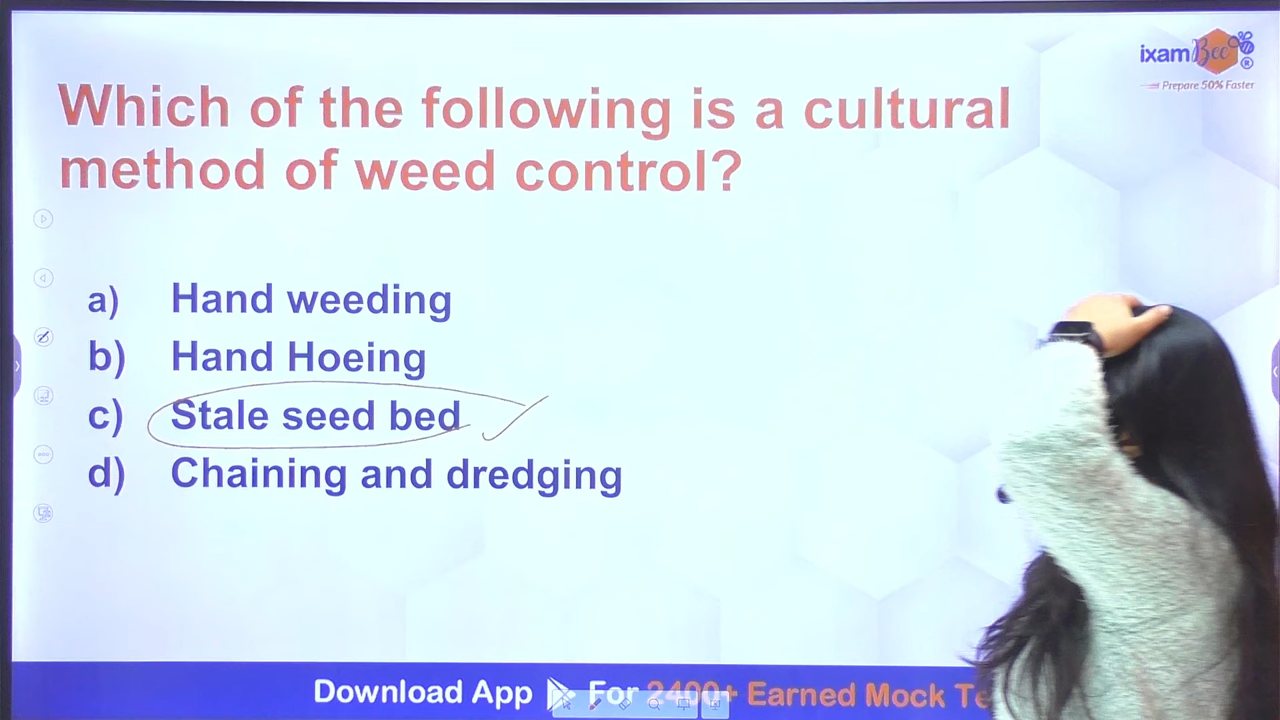 ixamBee
Prepare 50% Faster
Which of the following is a cultural
method of weed control?
a) Hand weeding
b) Hand Hoeing
c) Stale seed bed
d) Chaining and dredging
Download App For 2400+ Earned Mock